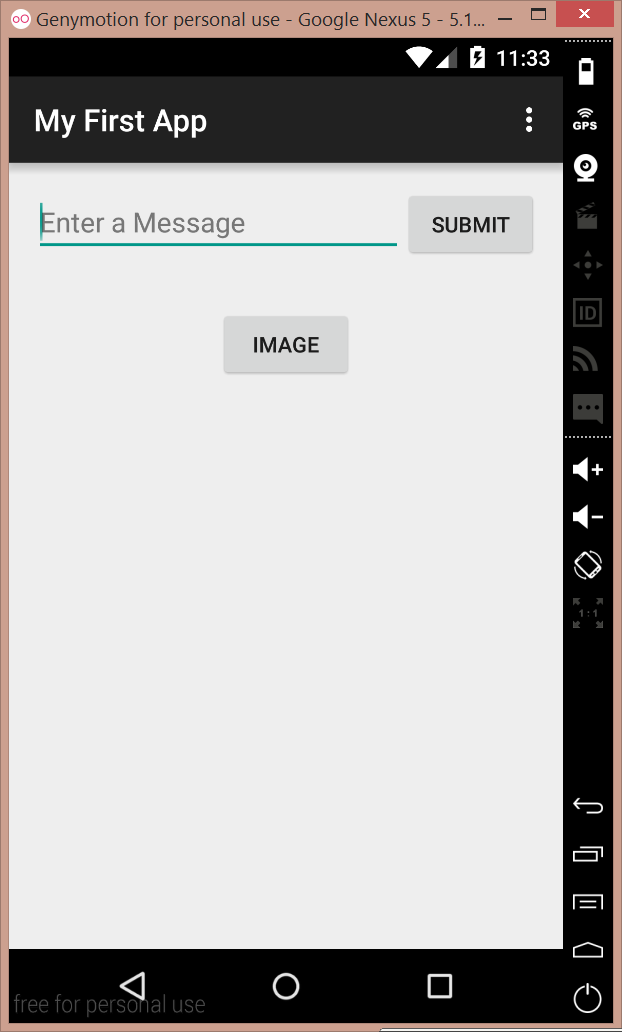 Genymotion for personal use - Google Nexus 5 - 5.1...
11:33
My First App
GPS
Enter a Message
SUBMIT
IMAGE
ID
1:1
free for personal use